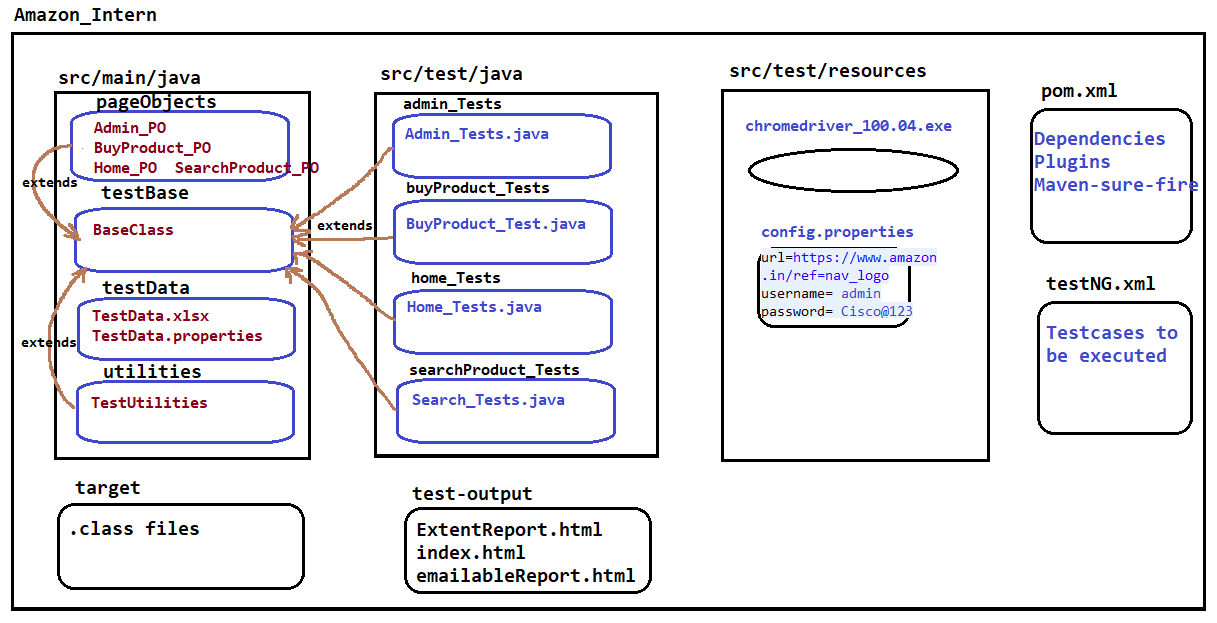 Amazon_Intern
src/main/java
pageObjects
Admin_PO
BuyProduct_PO
Home_PO SearchProduct_PO
extends
testBase
BaseClass
testData
TestData.xlsx
TestData.properties
extends
utilities
TestUtilities
src/test/java
admin_Tests
Admin_Tests.java
buyProduct_Tests
extends
BuyProduct_Test.java
home_Tests
Home_Tests.java
searchProduct_Tests
Search_Tests.java
src/test/resources
chromedriver_100.04.exe
config.properties
url=https://www.amazon
.in/ref=nav_logo
username= admin
password= Cisco@123
pom.xml
Dependencies
Plugins
Maven-sure-fire
testNG.xml
Testcases to
be executed
target
.class files
test-output
ExtentReport.html
index.html
emailableReport.html